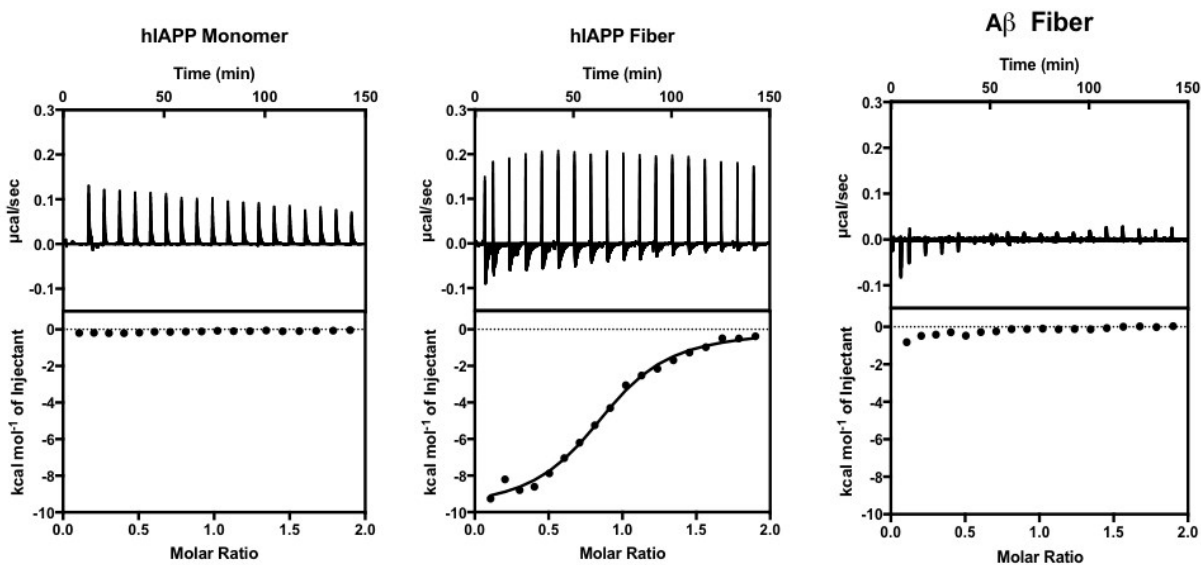 hIAPP Monomer
Time (min)
0 50 100 150
0.3
0.2
0.1
0.0
-0.1
µcal/sec
0
-2
-4
-6
-8
-10
kcal mol-1 of Injectant
0.0 0.5 1.0 1.5 2.0
Molar Ratio
hIAPP Fiber
Time (min)
0 50 100 150
0.3
0.2
0.1
0.0
-0.1
µcal/sec
0
-2
-4
-6
-8
-10
kcal mol-1 of Injectant
0.0 0.5 1.0 1.5 2.0
Molar Ratio
Aβ Fiber
Time (min)
0 50 100 150
0.3
0.2
0.1
0.0
-0.1
µcal/sec
0
-2
-4
-6
-8
-10
kcal mol-1 of Injectant
0.0 0.5 1.0 1.5 2.0
Molar Ratio